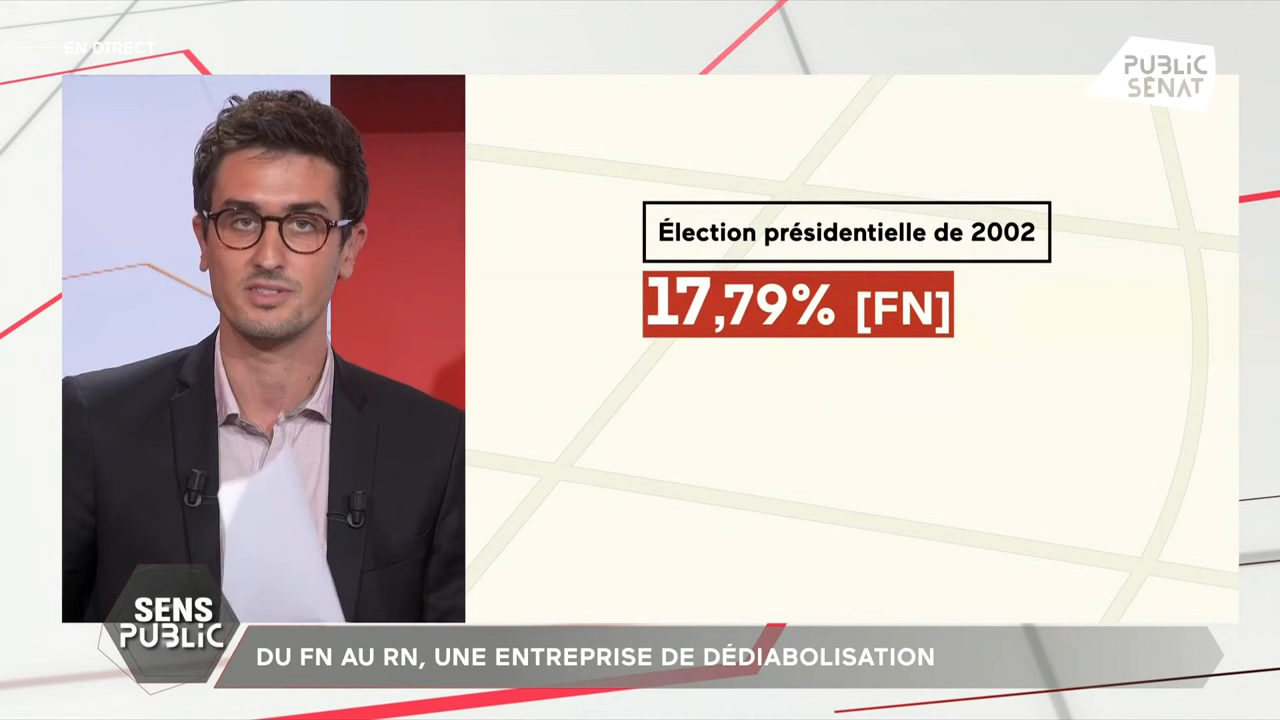 EN DIRECT
PUBLIC
SÉNAT
Élection présidentielle de 2002
17,79% [FN]
SENS
PUBLIC
DU FN AU RN, UNE ENTREPRISE DE DÉDIABOLISATION